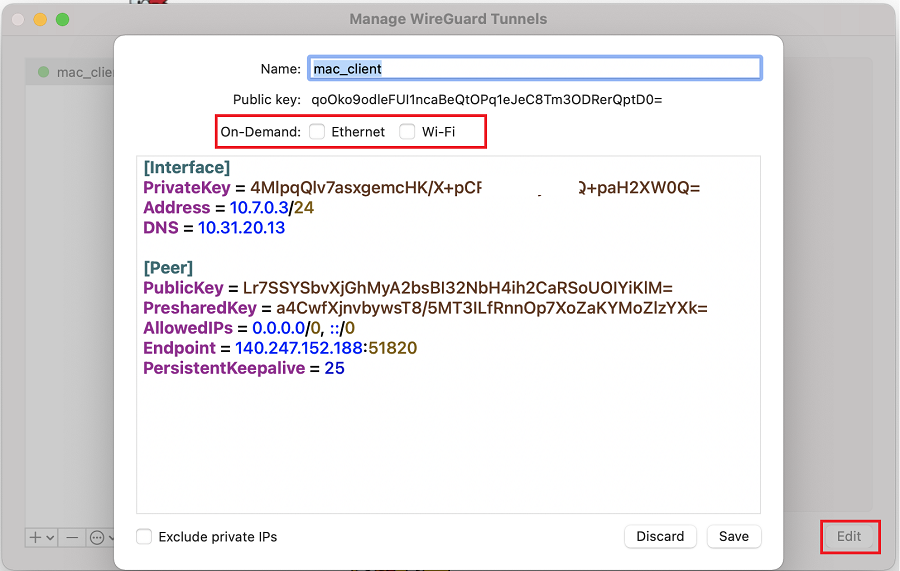 Manage WireGuard Tunnels
mac_clie
Name: mac_client
Public key: qoOko9odleFUI1ncaBeQtOPq1eJeC8Tm3ODRerQptD0=
On-Demand: Ethernet Wi-Fi
[Interface]
PrivateKey = 4MlpqQlv7asxgemcHK/X+pCF Q+paH2XW0Q=
Address = 10.7.0.3/24
DNS = 10.31.20.13
[Peer]
PublicKey = Lr7SSYSbvXjGhMyA2bsBI32NbH4ih2CaRSoUOIYiKlM=
PresharedKey = a4CwfXjnvbywsT8/5MT3ILfRnnOp7XoZaKYMoZlzYXk=
AllowedIPs = 0.0.0.0/0, ::/0
Endpoint = 140.247.152.188:51820
PersistentKeepalive = 25
Exclude private IPs
Discard
Save
Edit